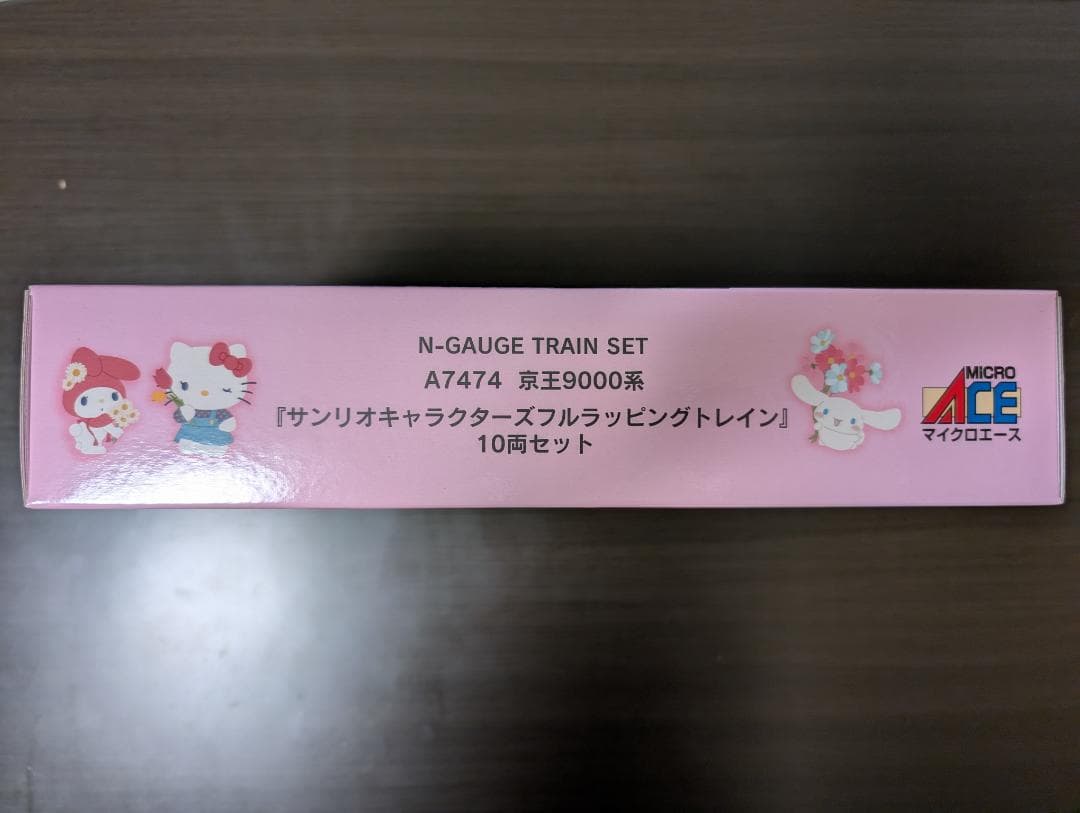 N-GAUGE TRAIN SET
A7474 京王9000系
『サンリオキャラクターズフルラッピングトレイン』
10両セット
MICRO
ACE
マイクロエース